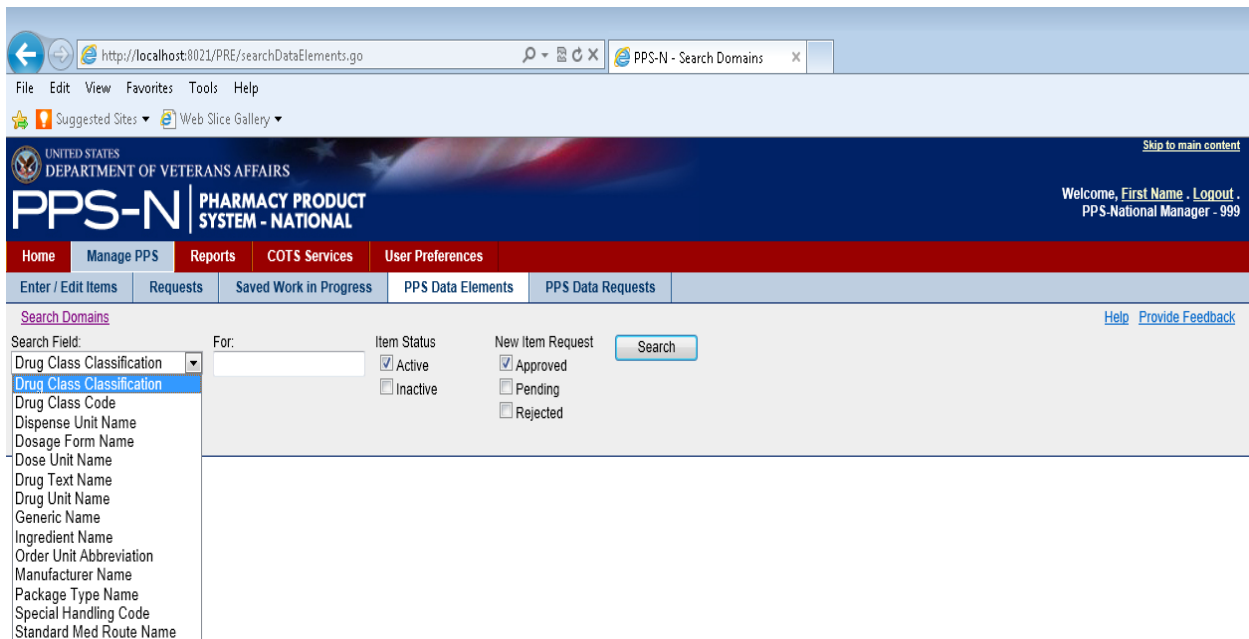 http://localhost:8021/PRE/searchDataElements.go
PPS-N - Search Domains
File Edit View Favorites Tools Help
Suggested Sites Web Slice Gallery
UNITED STATES
DEPARTMENT OF VETERANS AFFAIRS
Skip to main content
PPS-N PHARMACY PRODUCT
SYSTEM - NATIONAL
Welcome, First Name . Logout .
PPS-National Manager - 999
Home Manage PPS Reports COTS Services User Preferences
Enter / Edit Items Requests Saved Work in Progress PPS Data Elements PPS Data Requests
Search Domains Help Provide Feedback
Search Field: For: Item Status New Item Request
Drug Class Classification Active Approved Search
Drug Class Classification Inactive Pending
Drug Class Code Rejected
Dispense Unit Name
Dosage Form Name
Dose Unit Name
Drug Text Name
Drug Unit Name
Generic Name
Ingredient Name
Order Unit Abbreviation
Manufacturer Name
Package Type Name
Special Handling Code
Standard Med Route Name